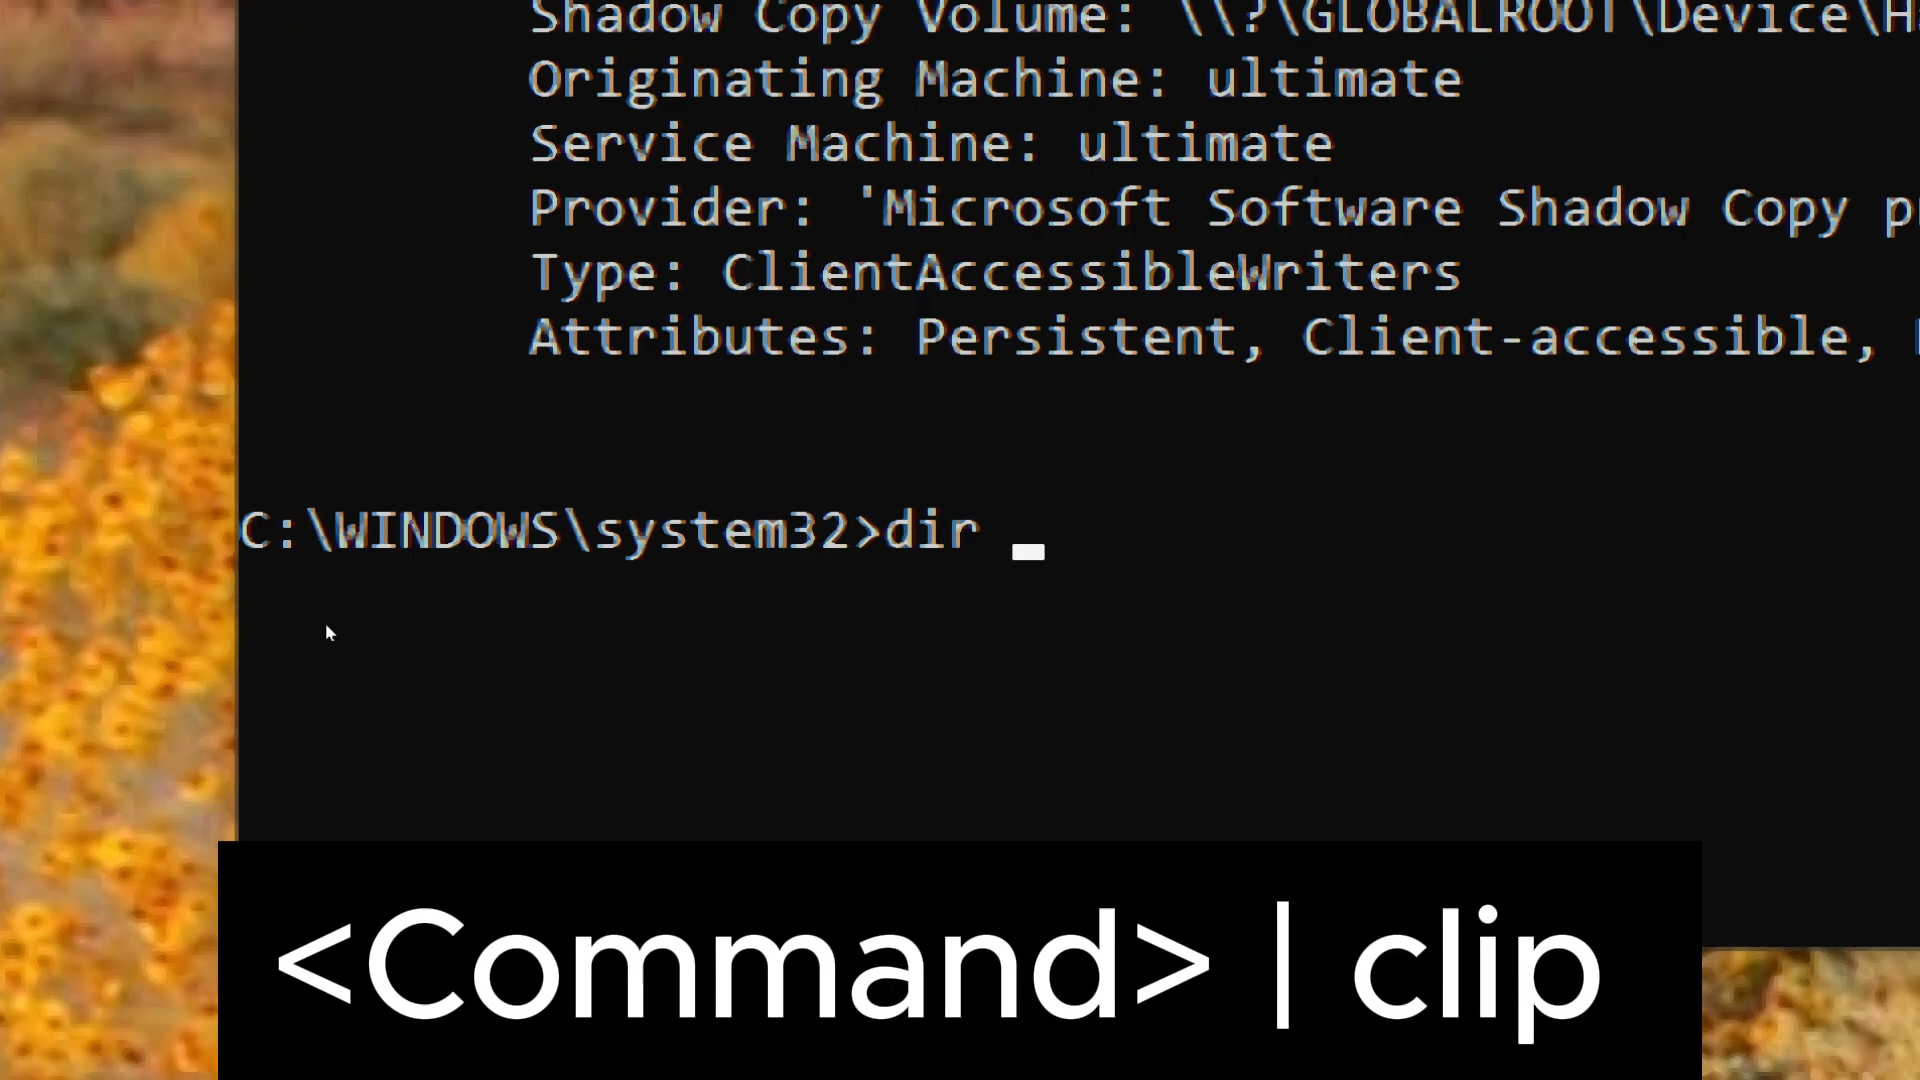 Shadow Copy Volume: \\?\GLOBALROOT\Device\H
Originating Machine: ultimate
Service Machine: ultimate
Provider: 'Microsoft Software Shadow Copy p
Type: ClientAccessibleWriters
Attributes: Persistent, Client-accessible,
C:\WINDOWS\system32>dir
<Command> | clip